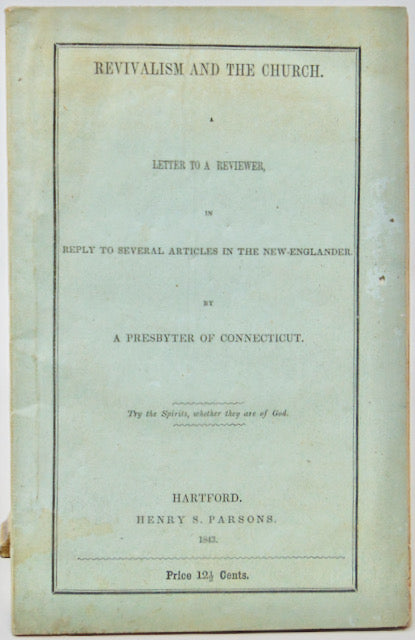 REVIVALISM AND THE CHURCH.
A
LETTER TO A REVIEWER,
IN
REPLY TO SEVERAL ARTICLES IN THE NEW-ENGLANDER.
BY
A PRESBYTER OF CONNECTICUT.
Try the Spirits, whether they are of God.
HARTFORD.
HENRY S. PARSONS.
1843.
Price 12½ Cents.